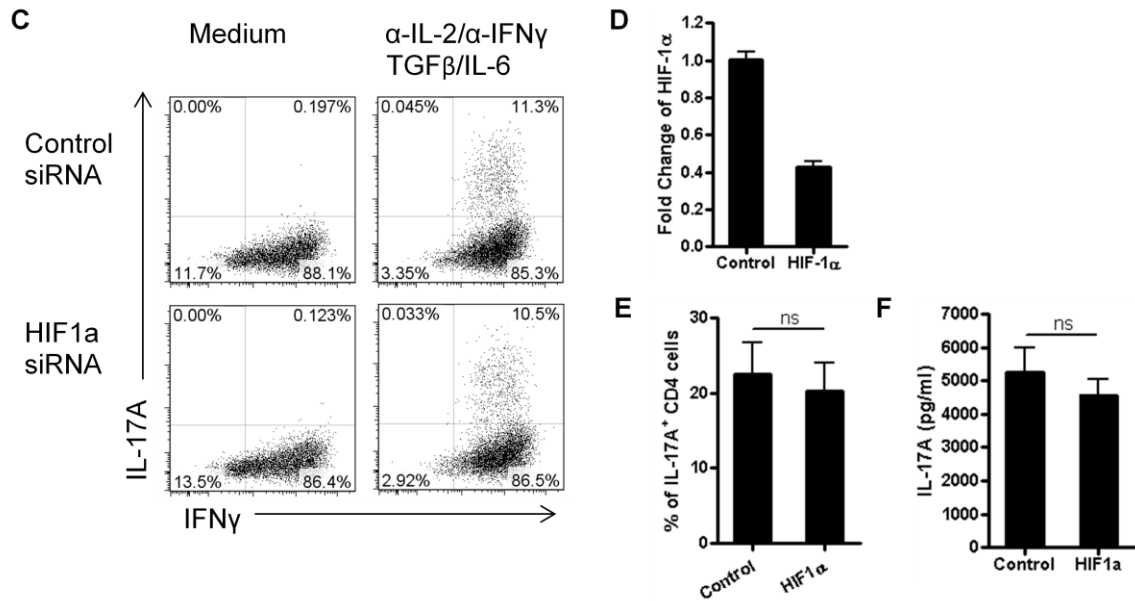 C
Medium
α-IL-2/α-IFNγ
TGFβ/IL-6
Control
siRNA
0.00%
0.197%
11.7%
88.1%
0.045%
11.3%
3.35%
85.3%
HIF1a
siRNA
0.00%
0.123%
13.5%
86.4%
0.033%
10.5%
2.92%
86.5%
IL-17A
IFNγ
D
Fold Change of HIF-1α
1.2
1.0
0.8
0.6
0.4
0.2
0.0
Control
HIF-1α
E
% of IL-17A+ CD4 cells
30
20
10
0
ns
Control
HIF1α
F
IL-17A (pg/ml)
7000
6000
5000
4000
3000
2000
1000
0
ns
Control
HIF1a